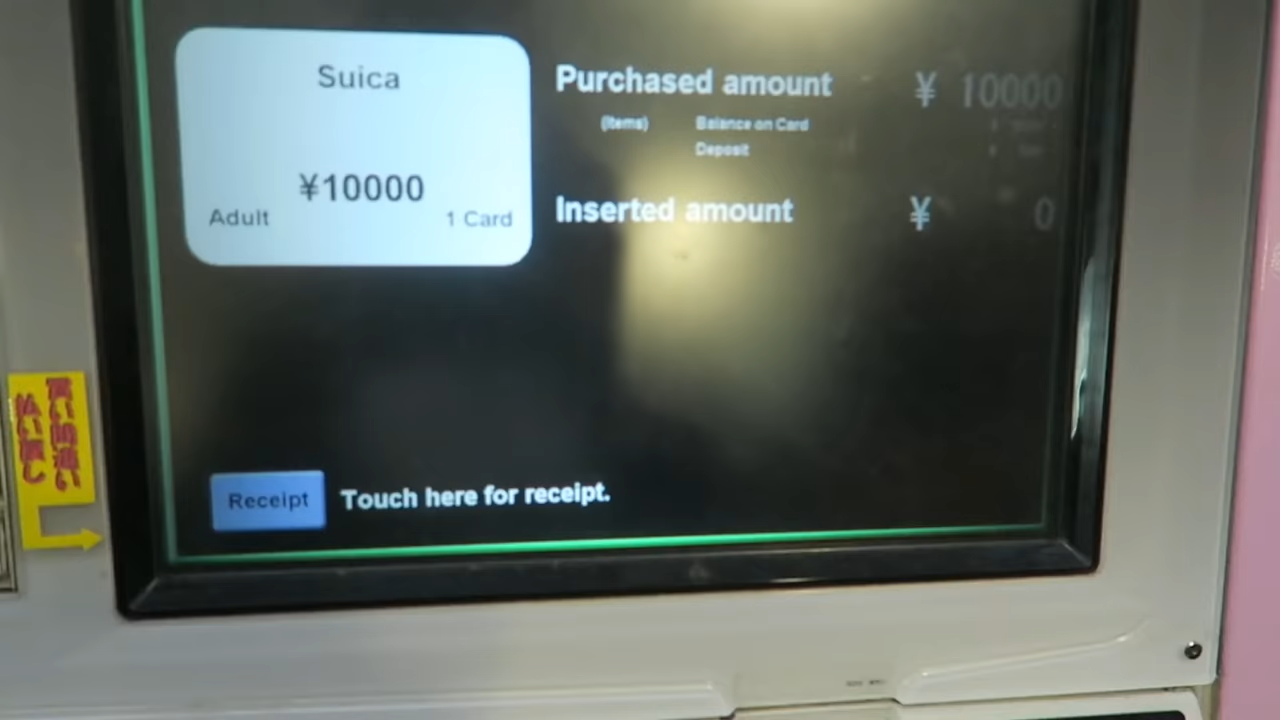 Suica
¥10000
Adult
1 Card
Purchased amount ¥ 10000
(Items) Balance on Card
Deposit
Inserted amount ¥ 0
Receipt
Touch here for receipt.